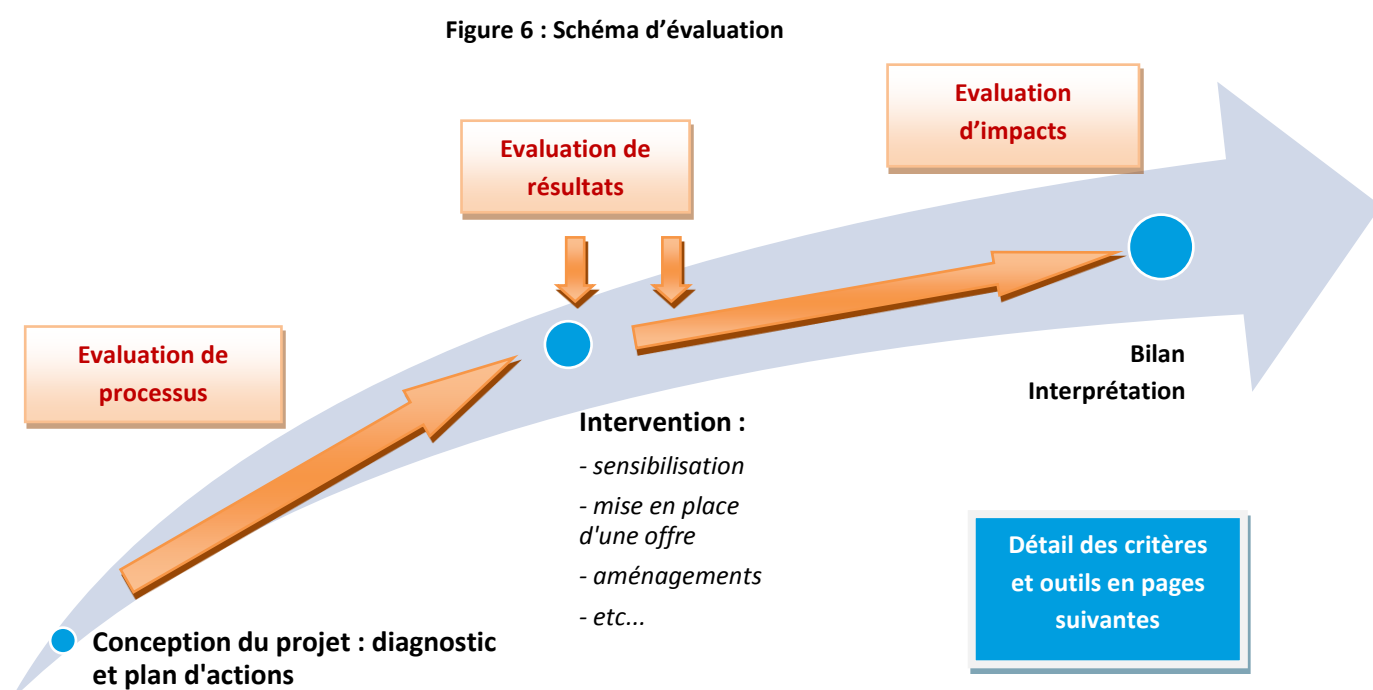 Figure 6 : Schéma d’évaluation
Evaluation
d’impacts
Evaluation de
résultats
Evaluation de
processus
Bilan
Interprétation
Intervention :
- sensibilisation
- mise en place
d'une offre
- aménagements
- etc...
Détail des critères
et outils en pages
suivantes
Conception du projet : diagnostic
et plan d'actions